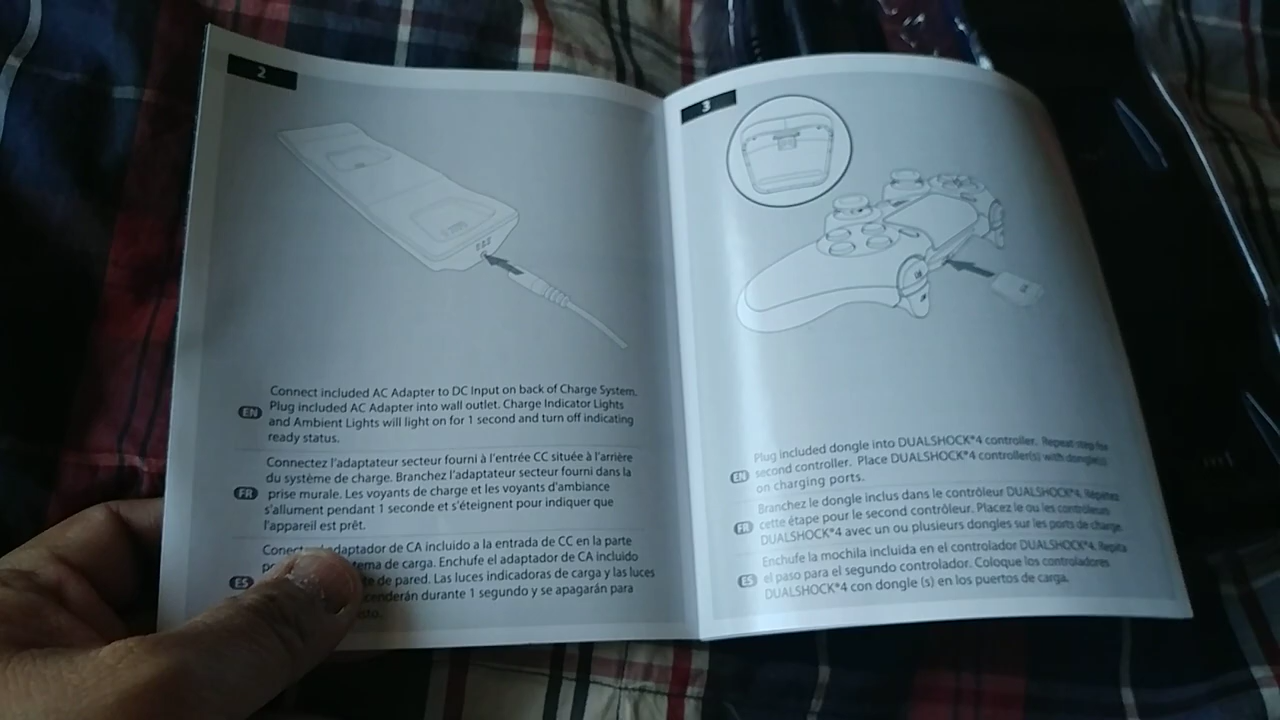 2
Connect included AC Adapter to DC Input on back of Charge System.
EN
Plug included AC Adapter into wall outlet. Charge Indicator Lights
and Ambient Lights will light on for 1 second and turn off indicating
ready status.
Connectez l'adaptateur secteur fourni à l'entrée CC située à l'arrière
du système de charge. Branchez l'adaptateur secteur fourni dans la
FR
prise murale. Les voyants de charge et les voyants d'ambiance
s'allument pendant 1 seconde et s'éteignent pour indiquer que
l'appareil est prêt.
adaptador de CA incluido a la entrada de CC en la parte
de carga. Enchufe el adaptador de CA incluido
ES
de pared. Las luces indicadoras de carga y las luces
durante 1 segundo y se apagarán para
3
Plug included dongle into DUALSHOCK®4 controller. Repeat step for
EN
second controller. Place DUALSHOCK®4 controller(s) with dongle(s)
on charging ports.
Branchez le dongle inclus dans le contrôleur DUALSHOCK®4. Répétez
FR
cette étape pour le second contrôleur. Placez le ou les contrôleurs
DUALSHOCK®4 avec un ou plusieurs dongles sur les ports de charge.
Enchufe la mochila incluida en el controlador DUALSHOCK®4. Repita
ES
el paso para el segundo controlador. Coloque los controladores
DUALSHOCK®4 con dongle (s) en los puertos de carga.